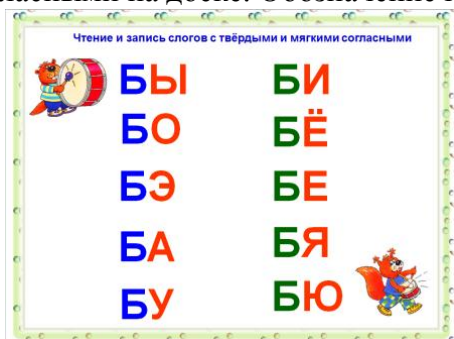 Чтение и запись слогов с твёрдыми и мягкими согласными
БЫ БИ
БО БЁ
БЭ БЕ
БА БЯ
БУ БЮ